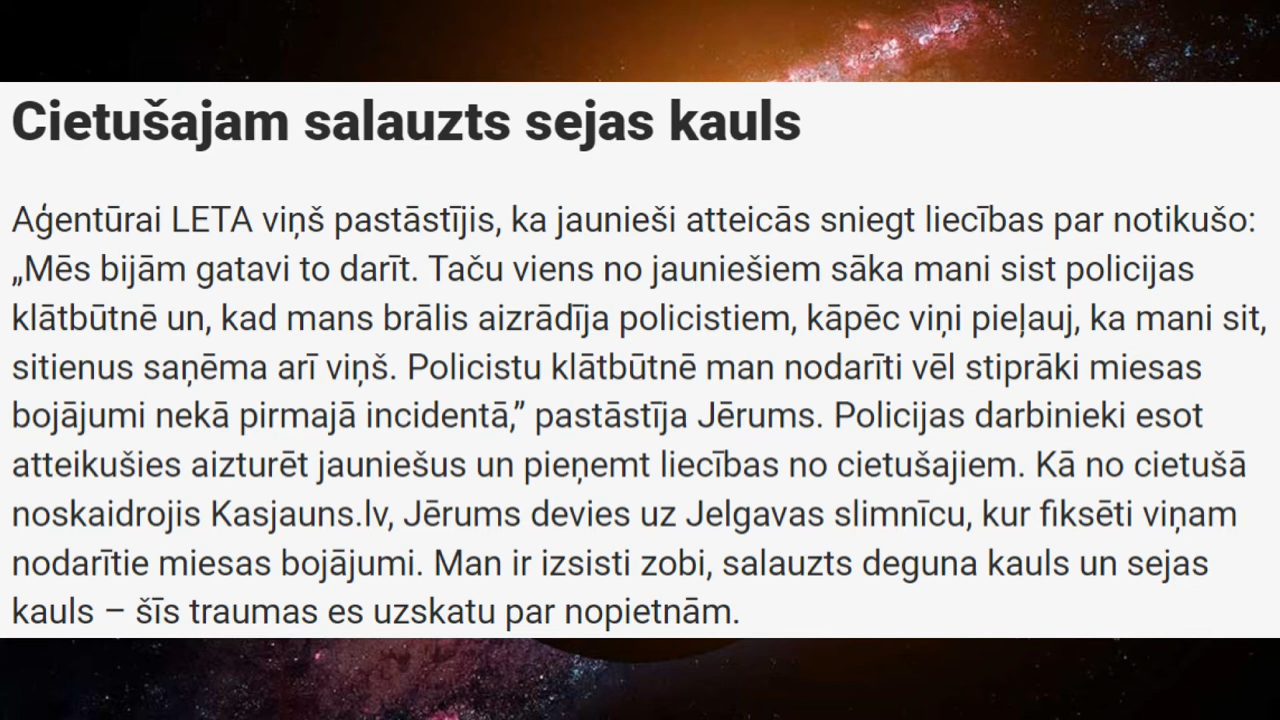 Cietušajam salauzts sejas kauls
Aģentūrai LETA viņš pastāstījis, ka jaunieši atteicās sniegt liecības par notikušo:
„Mēs bijām gatavi to darīt. Taču viens no jauniešiem sāka mani sist policijas
klātbūtnē un, kad mans brālis aizrādīja policistiem, kāpēc viņi pieļauj, ka mani sit,
sitienus saņēma arī viņš. Policistu klātbūtnē man nodarīti vēl stiprāki miesas
bojājumi nekā pirmajā incidentā,” pastāstīja Jērums. Policijas darbinieki esot
atteikušies aizturēt jauniešus un pieņemt liecības no cietušajiem. Kā no cietušā
noskaidrojis Kasjauns.lv, Jērums devies uz Jelgavas slimnīcu, kur fiksēti viņam
nodarītie miesas bojājumi. Man ir izsisti zobi, salauzts deguna kauls un sejas
kauls – šīs traumas es uzskatu par nopietnām.